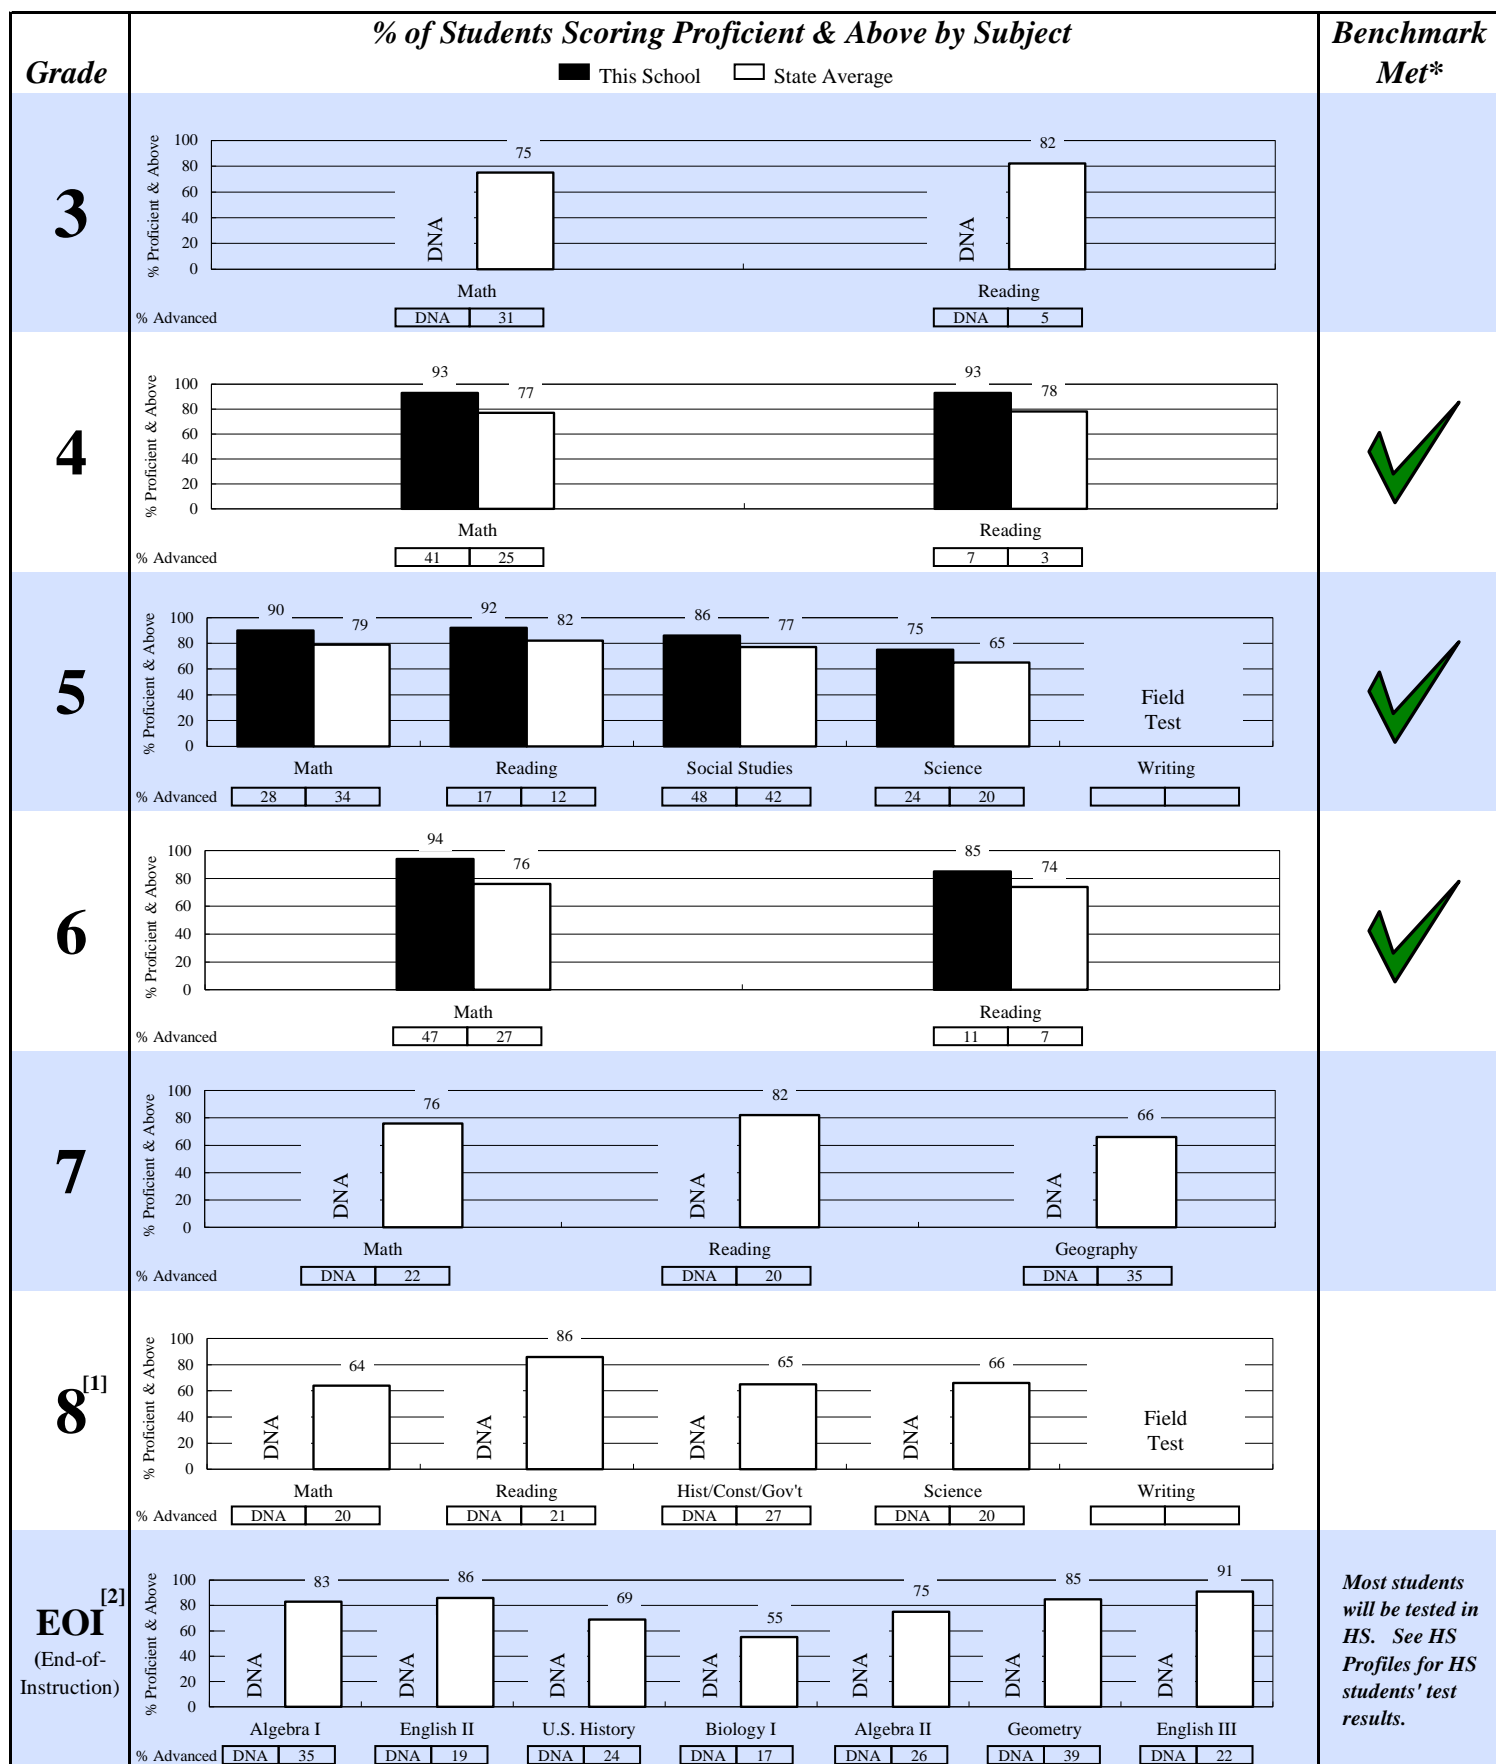 % of Students Scoring Proficient & Above by Subject
Benchmark
Met*
Grade
This School State Average
3
% Proficient & Above
100
80
60
40
20
0
75
82
DNA
DNA
Math Reading
% Advanced DNA 31 DNA 5
4
% Proficient & Above
100
80
60
40
20
0
93 77 93 78
Math Reading
% Advanced 41 25 7 3
5
% Proficient & Above
100
80
60
40
20
0
90 79 92 82 86 77 75 65
Field
Test
Math Reading Social Studies Science Writing
% Advanced 28 34 17 12 48 42 24 20
6
% Proficient & Above
100
80
60
40
20
0
94 76 85 74
Math Reading
% Advanced 47 27 11 7
7
% Proficient & Above
100
80
60
40
20
0
76 82 66
DNA DNA DNA
Math Reading Geography
% Advanced DNA 22 DNA 20 DNA 35
8[1]
% Proficient & Above
100
80
60
40
20
0
64 86 65 66
DNA DNA DNA DNA
Field
Test
Math Reading Hist/Const/Gov't Science Writing
% Advanced DNA 20 DNA 21 DNA 27 DNA 20
EOI[2]
(End-of-
Instruction)
% Proficient & Above
100
80
60
40
20
0
83 86 69 55 75 85 91
DNA DNA DNA DNA DNA DNA DNA
Algebra I English II U.S. History Biology I Algebra II Geometry English III
% Advanced DNA 35 DNA 19 DNA 24 DNA 17 DNA 26 DNA 39 DNA 22
Most students
will be tested in
HS. See HS
Profiles for HS
students' test
results.